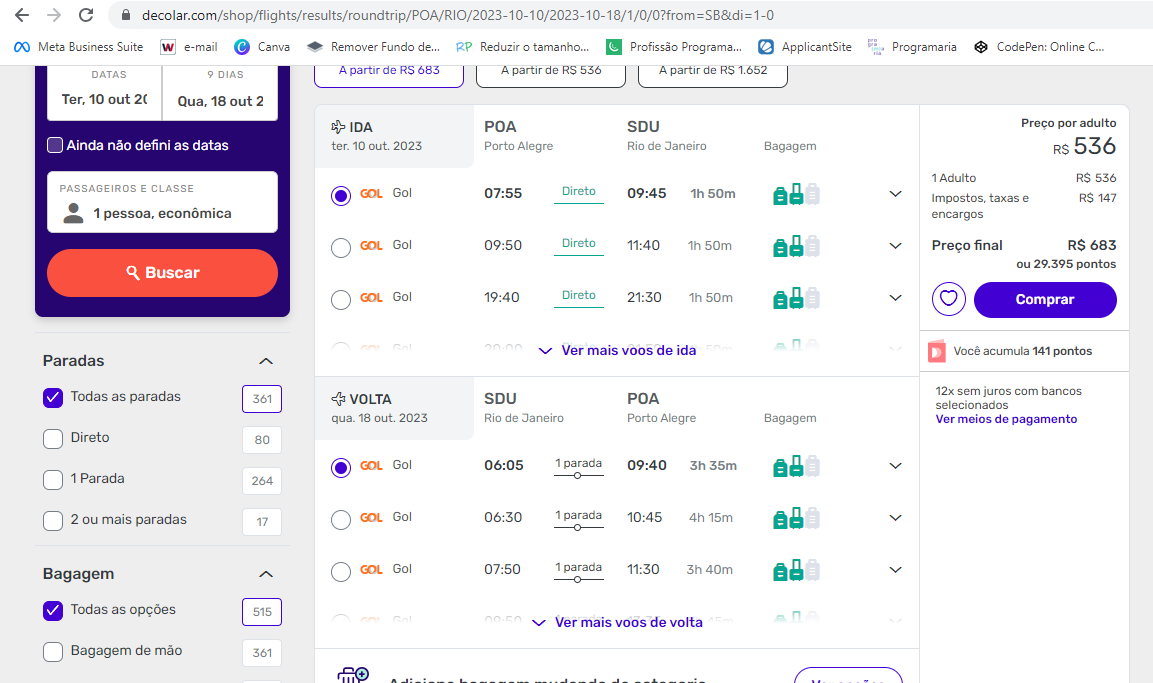 decolar.com/shop/flights/results/roundtrip/POA/RIO/2023-10-10/2023-10-18/1/0/0?from=SB&di=1-0
Meta Business Suite
e-mail
Canva
Remover Fundo de...
RP Reduzir o tamanho...
Profissão Programa...
ApplicantSite
Programaria
CodePen: Online C...
DATAS
9 DIAS
Ter, 10 out 20
Qua, 18 out 2
Ainda não defini as datas
PASSAGEIROS E CLASSE
1 pessoa, econômica
Buscar
Paradas
Todas as paradas 361
Direto 80
1 Parada 264
2 ou mais paradas 17
Bagagem
Todas as opções 515
Bagagem de mão 361
A partir de R$ 683
A partir de R$ 536
A partir de R$ 1.652
IDA POA SDU
ter. 10 out. 2023 Porto Alegre Rio de Janeiro Bagagem
GOL Gol 07:55 Direto 09:45 1h 50m
GOL Gol 09:50 Direto 11:40 1h 50m
GOL Gol 19:40 Direto 21:30 1h 50m
Ver mais voos de ida
VOLTA SDU POA
qua. 18 out. 2023 Rio de Janeiro Porto Alegre Bagagem
GOL Gol 06:05 1 parada 09:40 3h 35m
GOL Gol 06:30 1 parada 10:45 4h 15m
GOL Gol 07:50 1 parada 11:30 3h 40m
Ver mais voos de volta
Adicione bagagem mudando de categoria
Ver opções
Preço por adulto
R$ 536
1 Adulto R$ 536
Impostos, taxas e R$ 147
encargos
Preço final R$ 683
ou 29.395 pontos
Comprar
Você acumula 141 pontos
12x sem juros com bancos
selecionados
Ver meios de pagamento